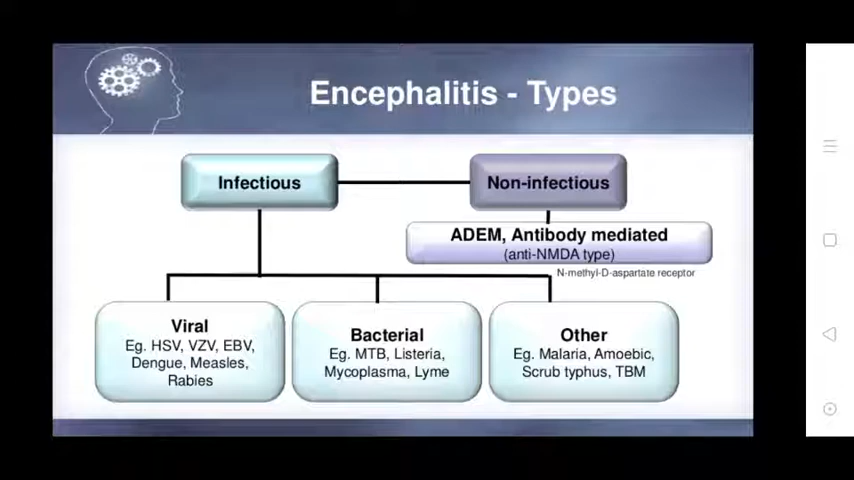 Encephalitis - Types
Infectious
Non-infectious
ADEM, Antibody mediated
(anti-NMDA type)
N-methyl-D-aspartate receptor
Viral
Eg. HSV, VZV, EBV,
Dengue, Measles,
Rabies
Bacterial
Eg. MTB, Listeria,
Mycoplasma, Lyme
Other
Eg. Malaria, Amoebic,
Scrub typhus, TBM